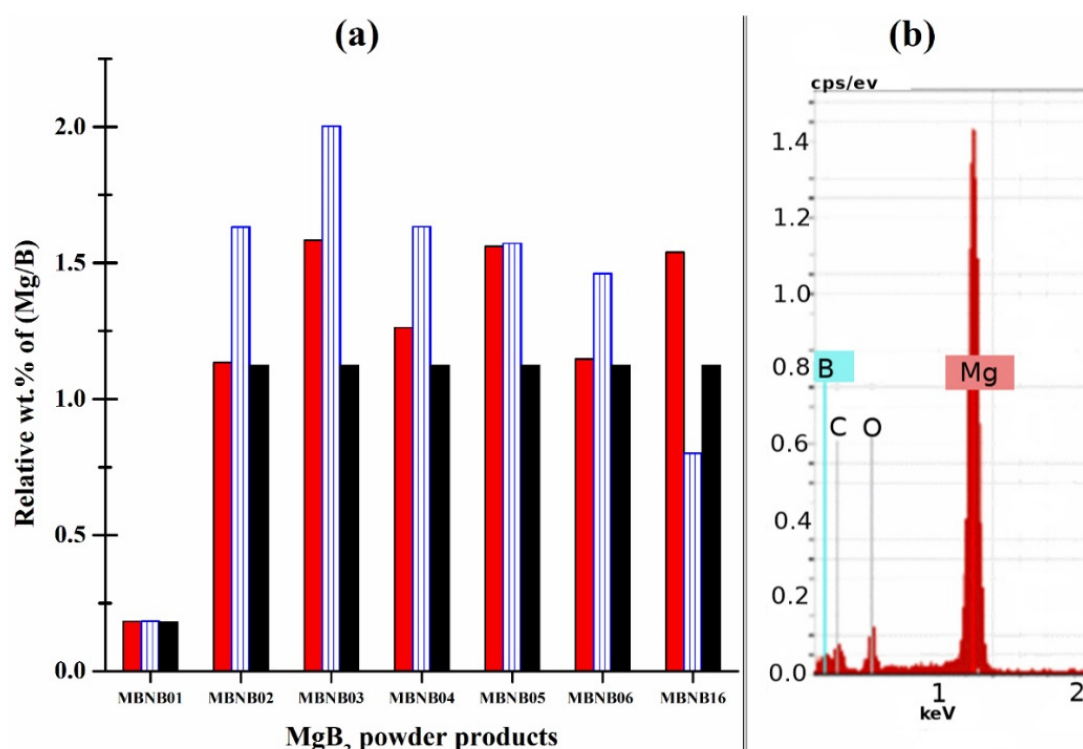 (a)
Relative wt.% of (Mg/B)
2.0
1.5
1.0
0.5
0.0
MBNB01 MBNB02 MBNB03 MBNB04 MBNB05 MBNB06 MBNB16
MgB₂ powder products
(b)
cps/ev
1.4
1.2
1.0
0.8
0.6
0.4
0.2
0.0
B
C
O
Mg
1 2
keV